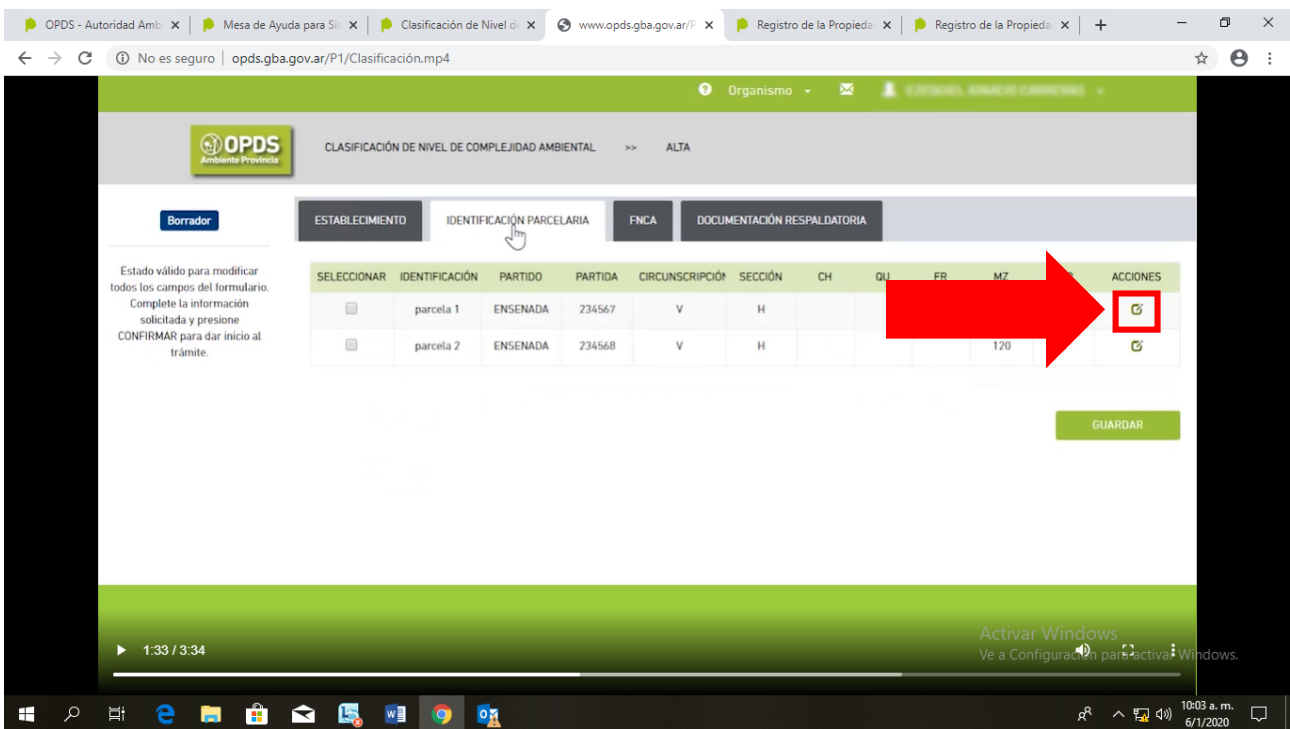 OPDS - Autoridad Amb
Mesa de Ayuda para Sis
Clasificación de Nivel de
www.opds.gba.gov.ar/P
Registro de la Propieda
Registro de la Propieda
No es seguro | opds.gba.gov.ar/P1/Clasificación.mp4
Organismo
OPDS
Ambiente Provincia
CLASIFICACIÓN DE NIVEL DE COMPLEJIDAD AMBIENTAL >> ALTA
Borrador
ESTABLECIMIENTO IDENTIFICACIÓN PARCELARIA FNCA DOCUMENTACIÓN RESPALDATORIA
Estado válido para modificar
todos los campos del formulario.
Complete la información
solicitada y presione
CONFIRMAR para dar inicio al
trámite.
SELECCIONAR IDENTIFICACIÓN PARTIDO PARTIDA CIRCUNSCRIPCIÓN SECCIÓN CH QU FR MZ ACCIONES
parcela 1 ENSENADA 234567 V H
parcela 2 ENSENADA 234568 V H 120
GUARDAR
1:33 / 3:34
Activar Windows
Ve a Configuración para activar Windows.
10:03 a. m.
6/1/2020